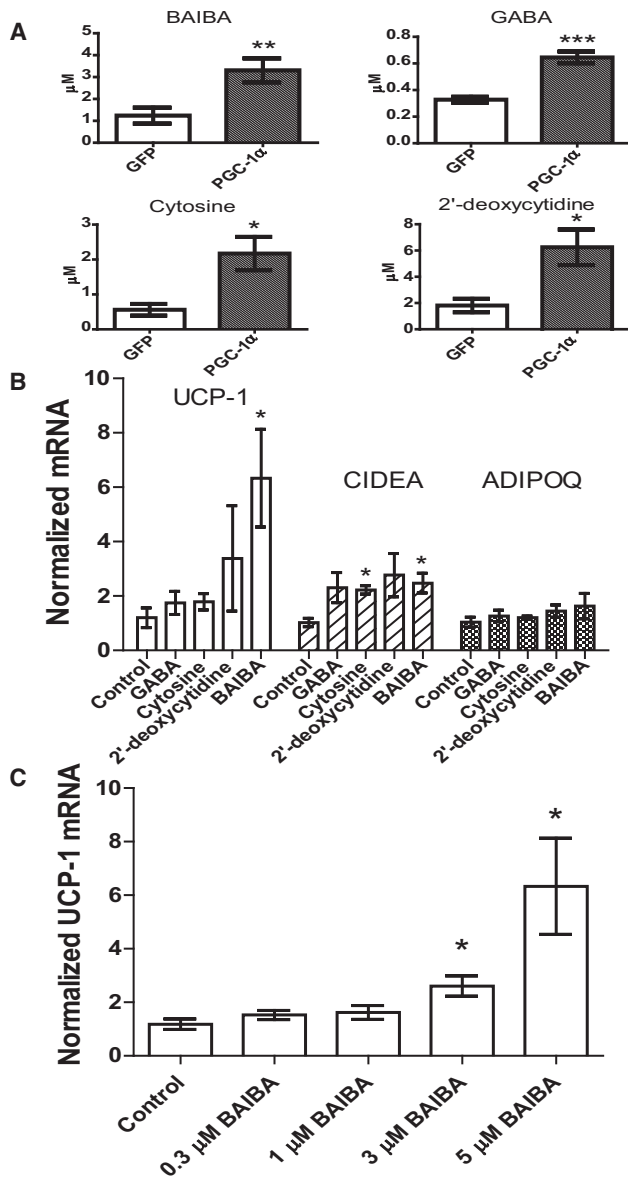 A
BAIBA
5
4
3
2
1
0
μM
**
GFP
PGC-1α
GABA
0.8
0.6
0.4
0.2
0.0
μM
***
GFP
PGC-1α
Cytosine
3
2
1
0
μM
*
GFP
PGC-1α
2'-deoxycytidine
8
6
4
2
0
μM
*
GFP
PGC-1α
B
Normalized mRNA
10
8
6
4
2
0
UCP-1
*
CIDEA
*
*
ADIPOQ
Control
GABA
Cytosine
2'-deoxycytidine
BAIBA
Control
GABA
Cytosine
2'-deoxycytidine
BAIBA
Control
GABA
Cytosine
2'-deoxycytidine
BAIBA
C
Normalized UCP-1 mRNA
10
8
6
4
2
0
*
*
Control
0.3 μM BAIBA
1 μM BAIBA
3 μM BAIBA
5 μM BAIBA